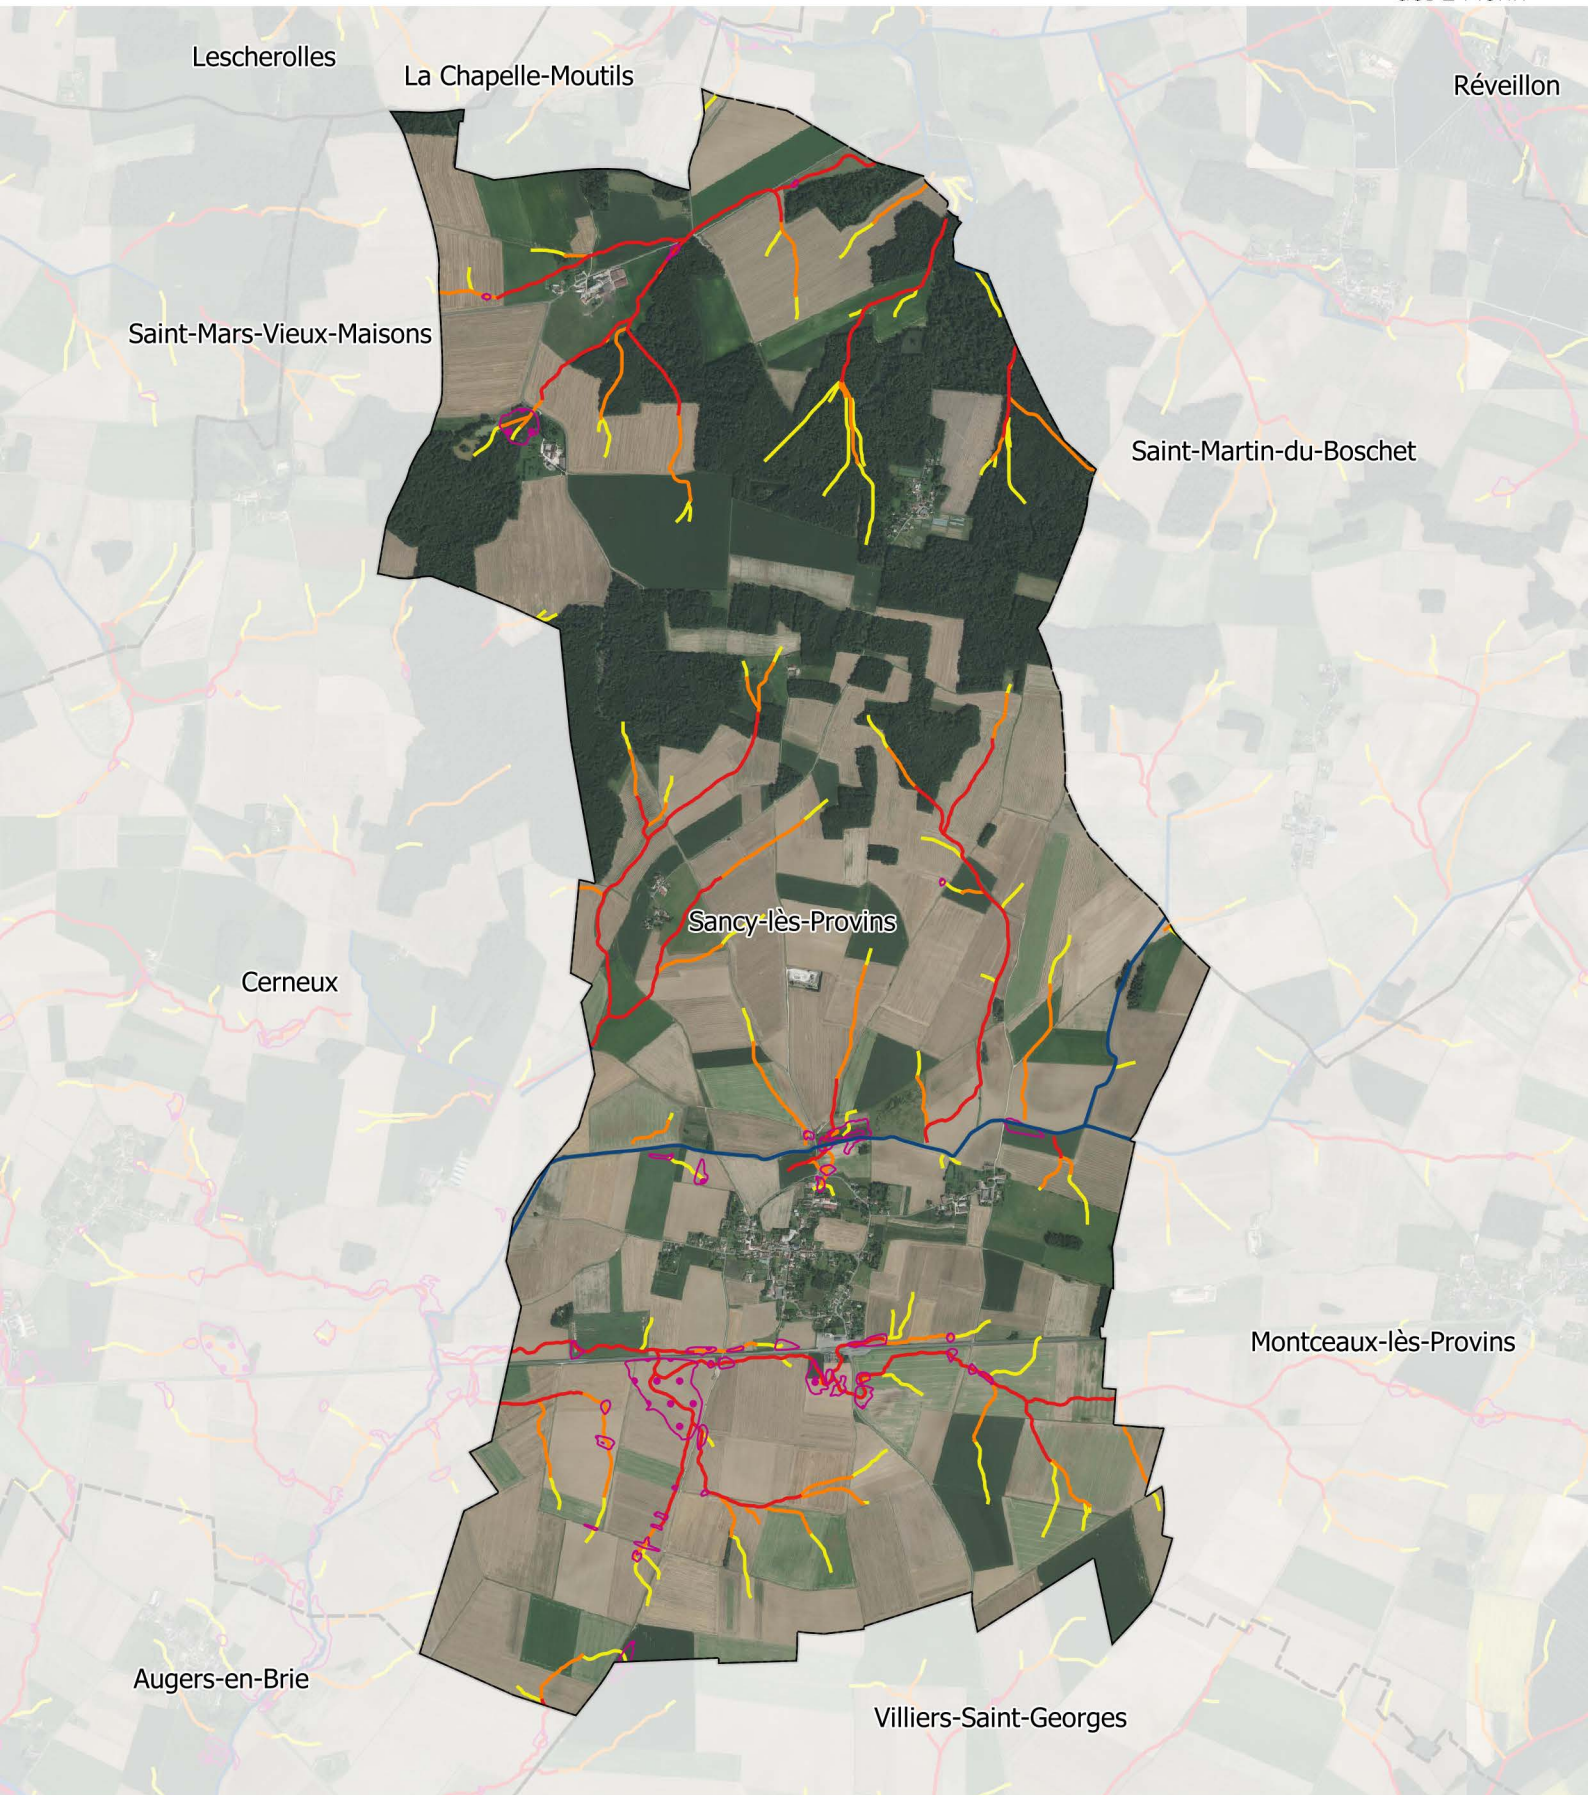 Lescherolles
La Chapelle-Moutils
Réveillon
Saint-Mars-Vieux-Maisons
Saint-Martin-du-Boschet
Sancy-lès-Provins
Cerneux
Montceaux-lès-Provins
Augers-en-Brie
Villiers-Saint-Georges